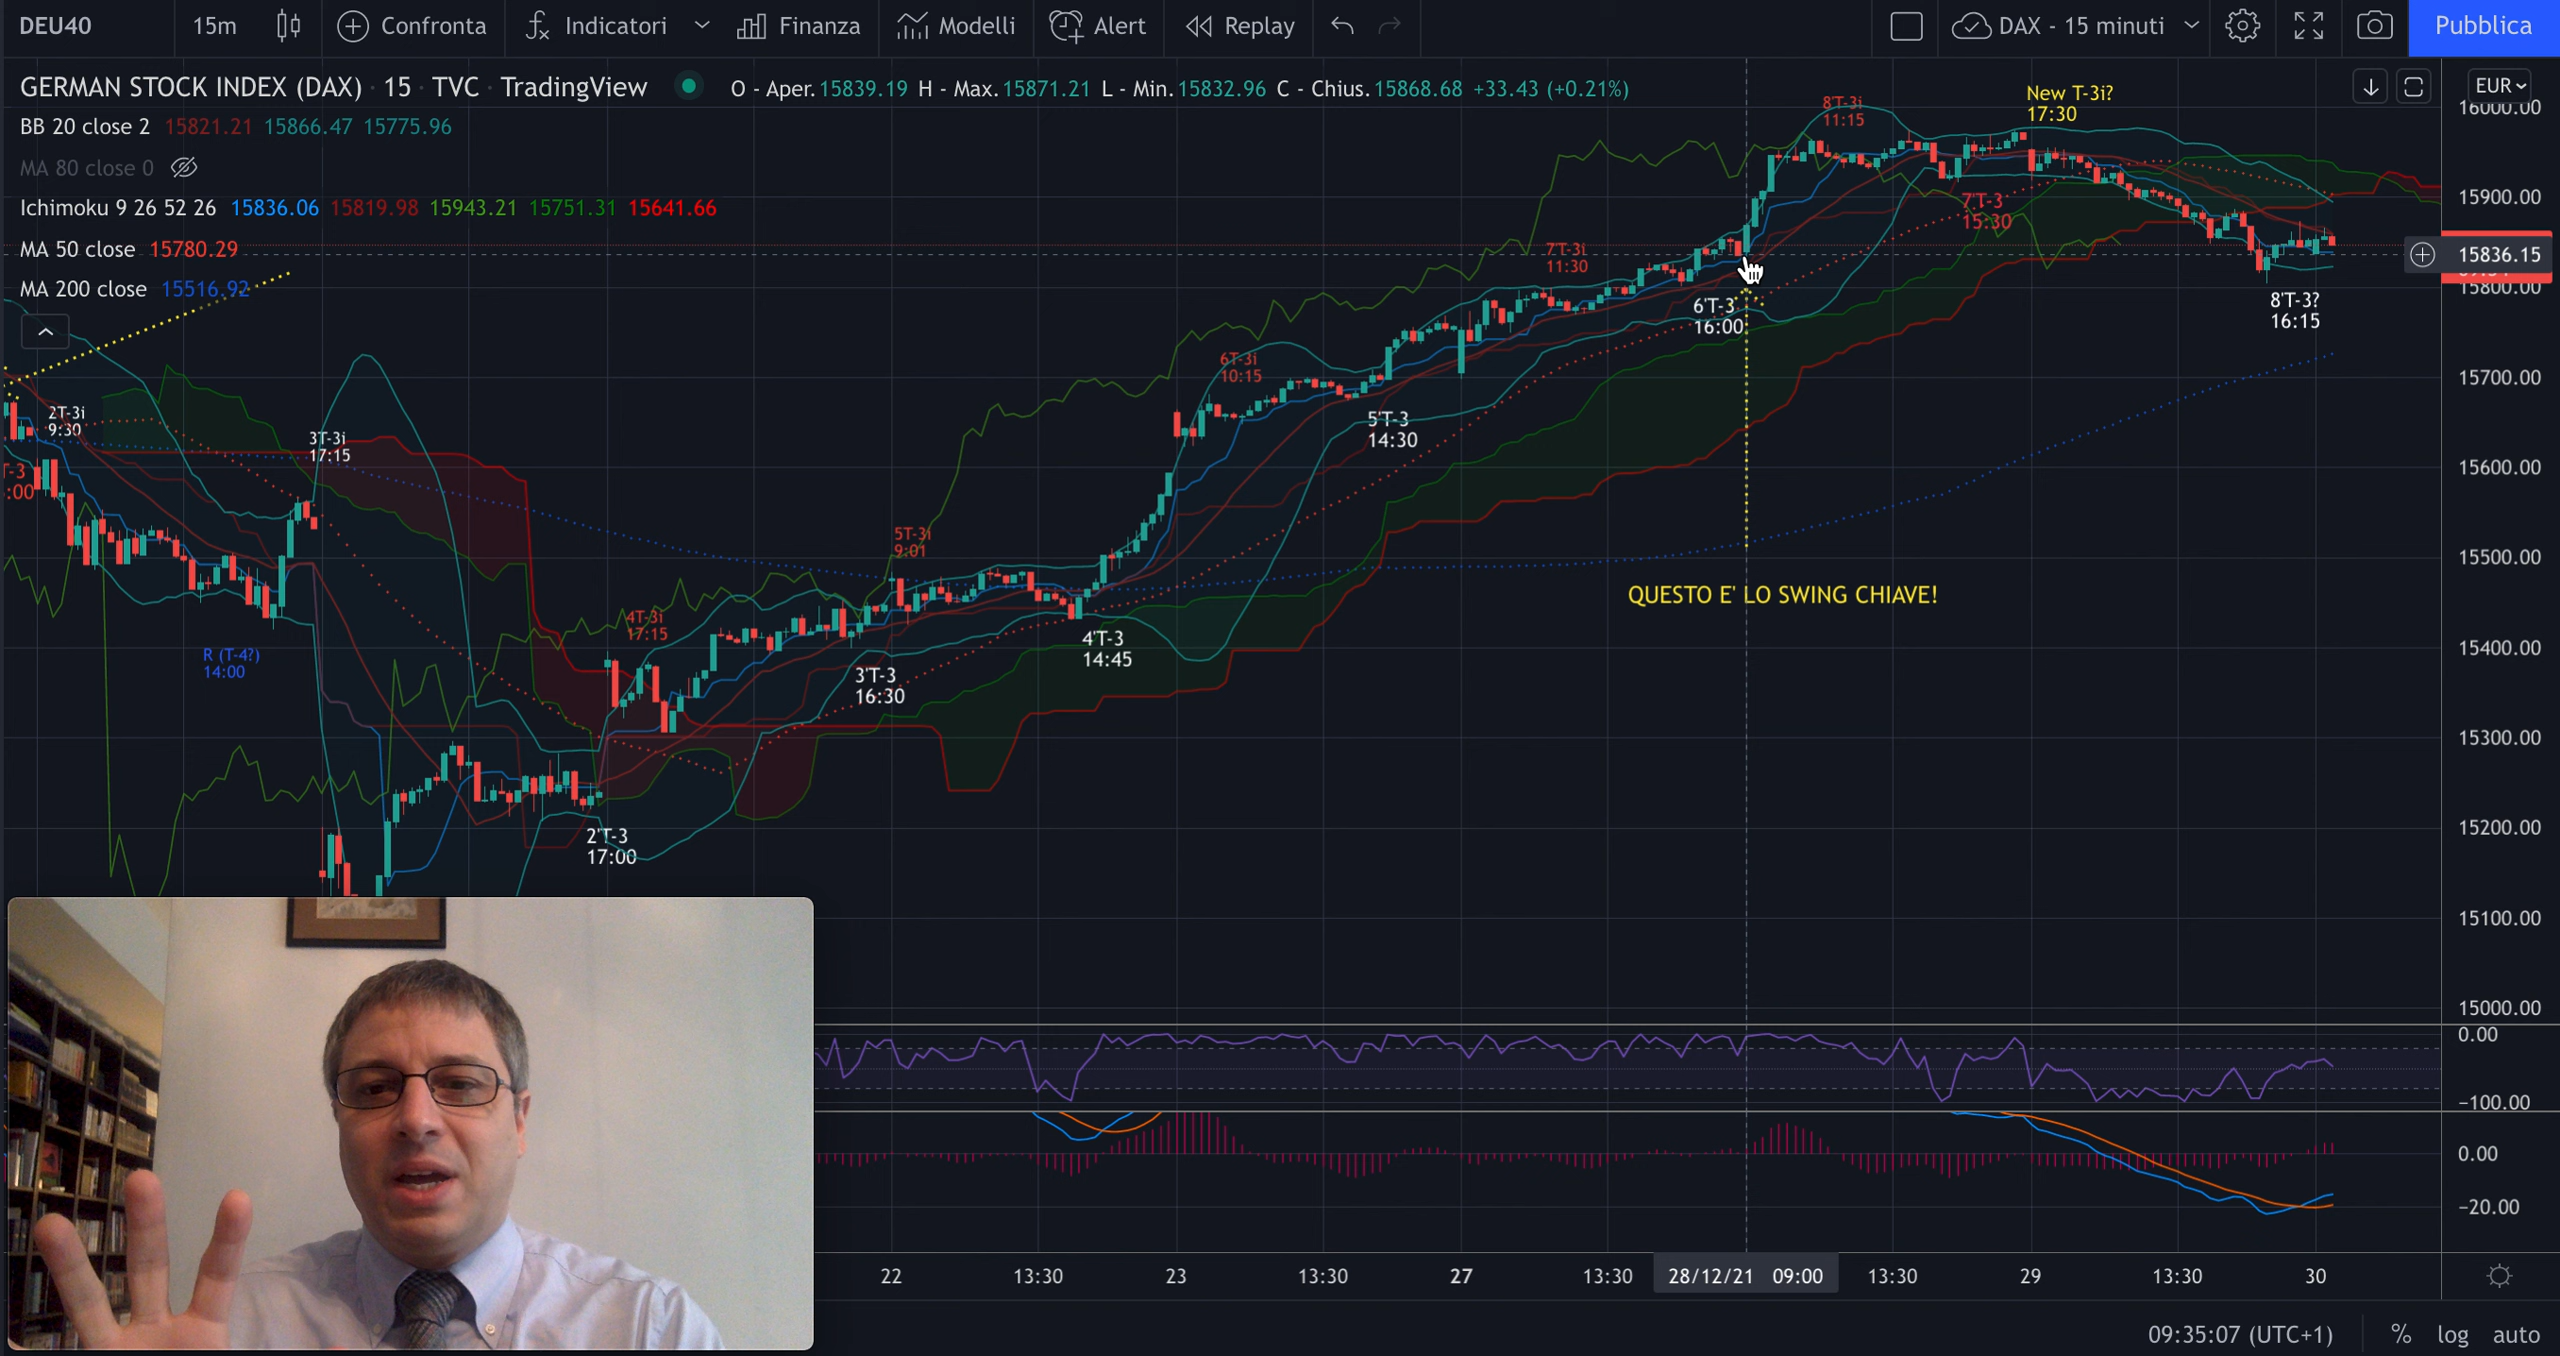 DEU40 15m Confronta Indicatori Finanza Modelli Alert Replay DAX - 15 minuti Pubblica
GERMAN STOCK INDEX (DAX) · 15 · TVC · TradingView O - Aper.15839.19 H - Max.15871.21 L - Min.15832.96 C - Chius.15868.68 +33.43 (+0.21%)
EUR
BB 20 close 2 15821.21 15866.47 15775.96
MA 80 close 0
Ichimoku 9 26 52 26 15836.06 15819.98 15943.21 15751.31 15641.66
MA 50 close 15780.29
MA 200 close 15516.92
New T-3i?
17:30
8'T-3i
11:15
7'T-3
15:30
7'T-3i
11:30
6'T-3
16:00
8'T-3?
16:15
6T-3i
10:15
5'T-3
14:30
2T-3i
9:30
3T-3i
17:15
T-3
:00
5T-3i
9:01
QUESTO E' LO SWING CHIAVE!
4T-3i
17:15
4'T-3
14:45
R (T-4?)
14:00
3'T-3
16:30
2'T-3
17:00
16000.00
15900.00
15836.15
15800.00
15700.00
15600.00
15500.00
15400.00
15300.00
15200.00
15100.00
15000.00
0.00
−100.00
0.00
−20.00
22 13:30 23 13:30 27 13:30 28/12/21 09:00 13:30 29 13:30 30
09:35:07 (UTC+1) % log auto